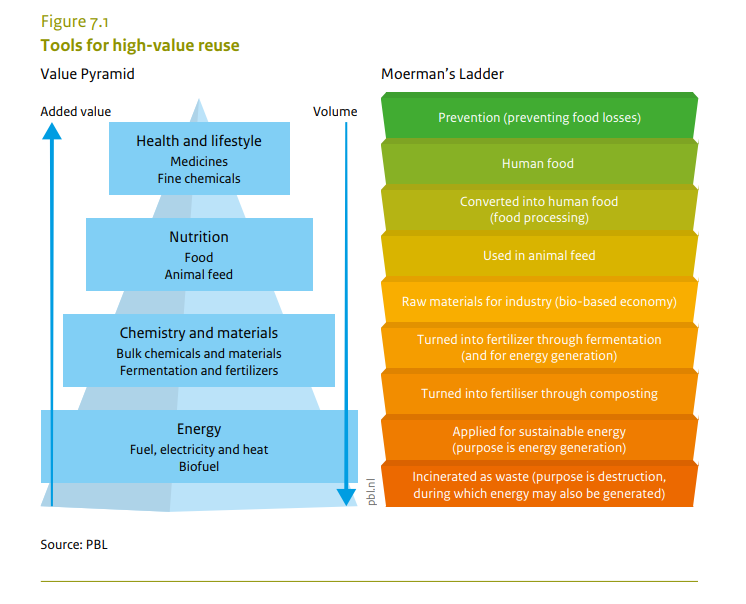 Figure 7.1
Tools for high-value reuse
Value Pyramid
Added value
Volume
Health and lifestyle
Medicines
Fine chemicals
Nutrition
Food
Animal feed
Chemistry and materials
Bulk chemicals and materials
Fermentation and fertilizers
Energy
Fuel, electricity and heat
Biofuel
Moerman's Ladder
Prevention (preventing food losses)
Human food
Converted into human food
(food processing)
Used in animal feed
Raw materials for industry (bio-based economy)
Turned into fertilizer through fermentation
(and for energy generation)
Turned into fertiliser through composting
Applied for sustainable energy
(purpose is energy generation)
Incinerated as waste (purpose is destruction,
during which energy may also be generated)
pbl.nl
Source: PBL